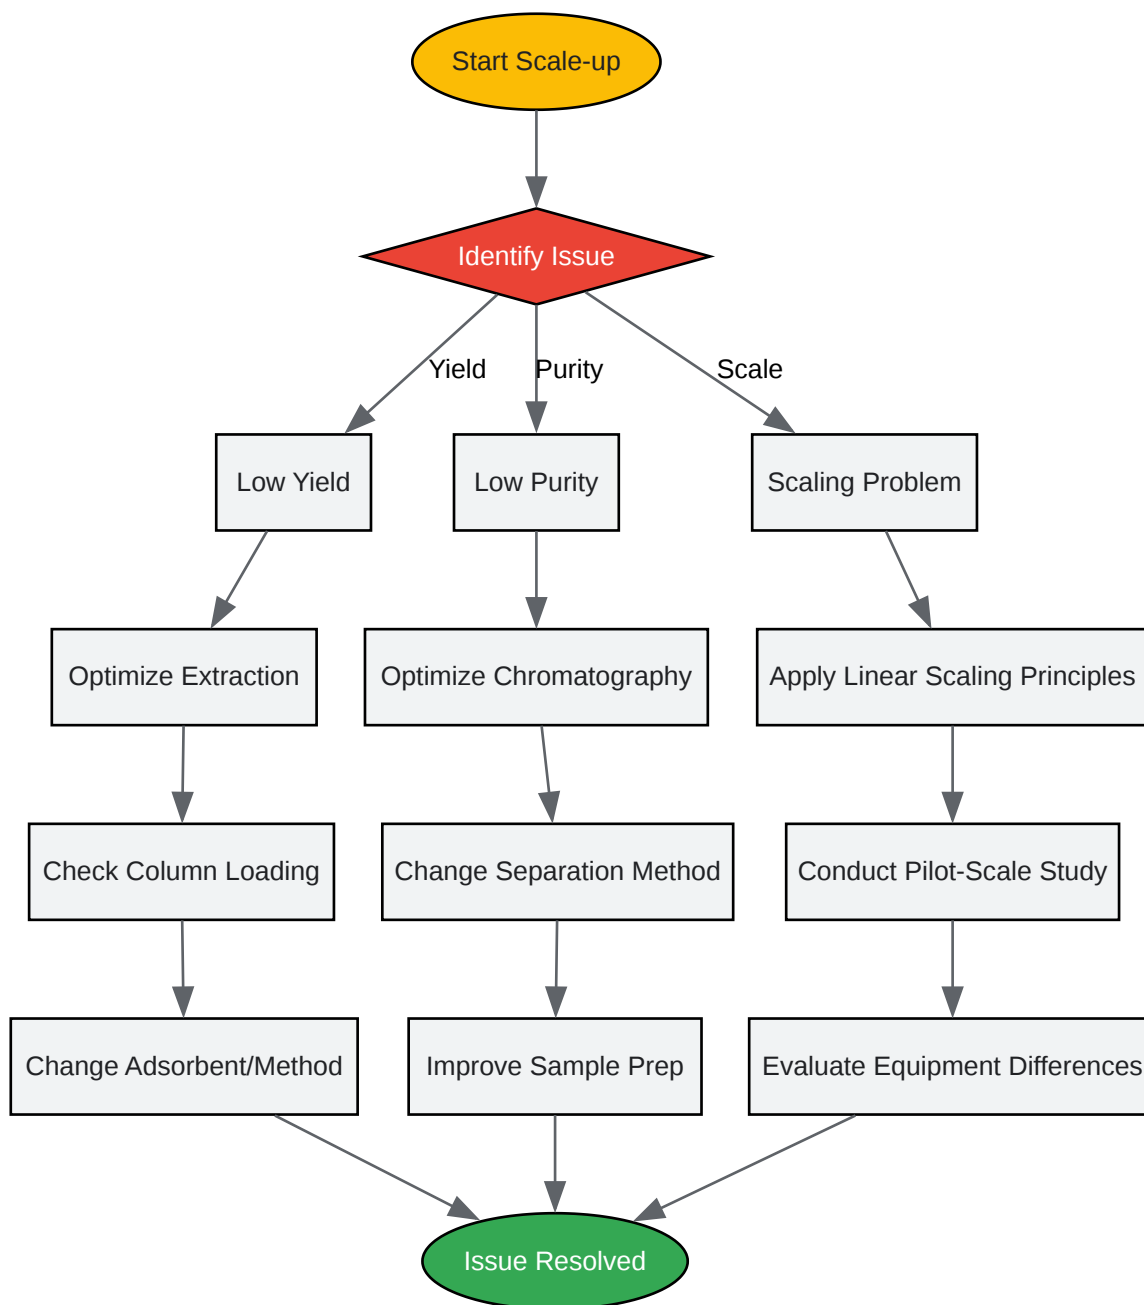 Start Scale-up
Identify Issue
Yield
Purity
Scale
Low Yield
Low Purity
Scaling Problem
Optimize Extraction
Optimize Chromatography
Apply Linear Scaling Principles
Check Column Loading
Change Separation Method
Conduct Pilot-Scale Study
Change Adsorbent/Method
Improve Sample Prep
Evaluate Equipment Differences
Issue Resolved